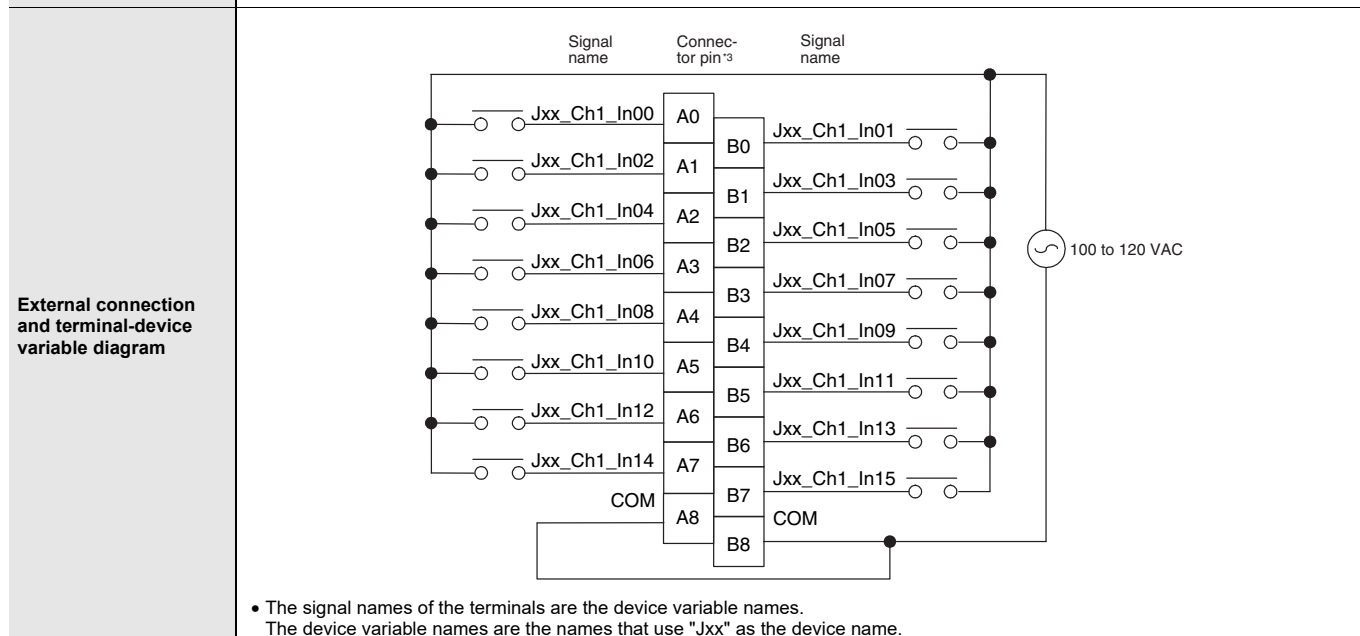 External connection
and terminal-device
variable diagram
Signal
name
Connec-
tor pin*3
Signal
name
Jxx_Ch1_In00
A0
B0
Jxx_Ch1_In01
Jxx_Ch1_In02
A1
B1
Jxx_Ch1_In03
Jxx_Ch1_In04
A2
B2
Jxx_Ch1_In05
Jxx_Ch1_In06
A3
B3
Jxx_Ch1_In07
Jxx_Ch1_In08
A4
B4
Jxx_Ch1_In09
Jxx_Ch1_In10
A5
B5
Jxx_Ch1_In11
Jxx_Ch1_In12
A6
B6
Jxx_Ch1_In13
Jxx_Ch1_In14
A7
B7
Jxx_Ch1_In15
COM
A8
B8
COM
100 to 120 VAC
• The signal names of the terminals are the device variable names.
The device variable names are the names that use "Jxx" as the device name.